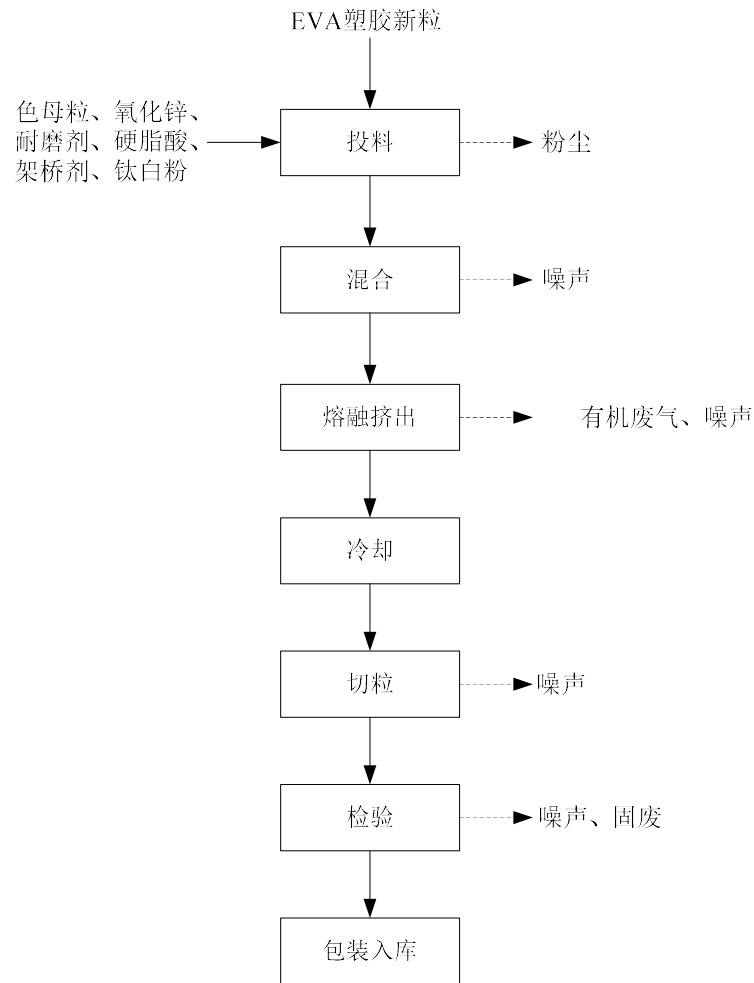 EVA塑胶新粒
色母粒、氧化锌、
耐磨剂、硬脂酸、
架桥剂、钛白粉
投料
粉尘
混合
噪声
熔融挤出
有机废气、噪声
冷却
切粒
噪声
检验
噪声、固废
包装入库